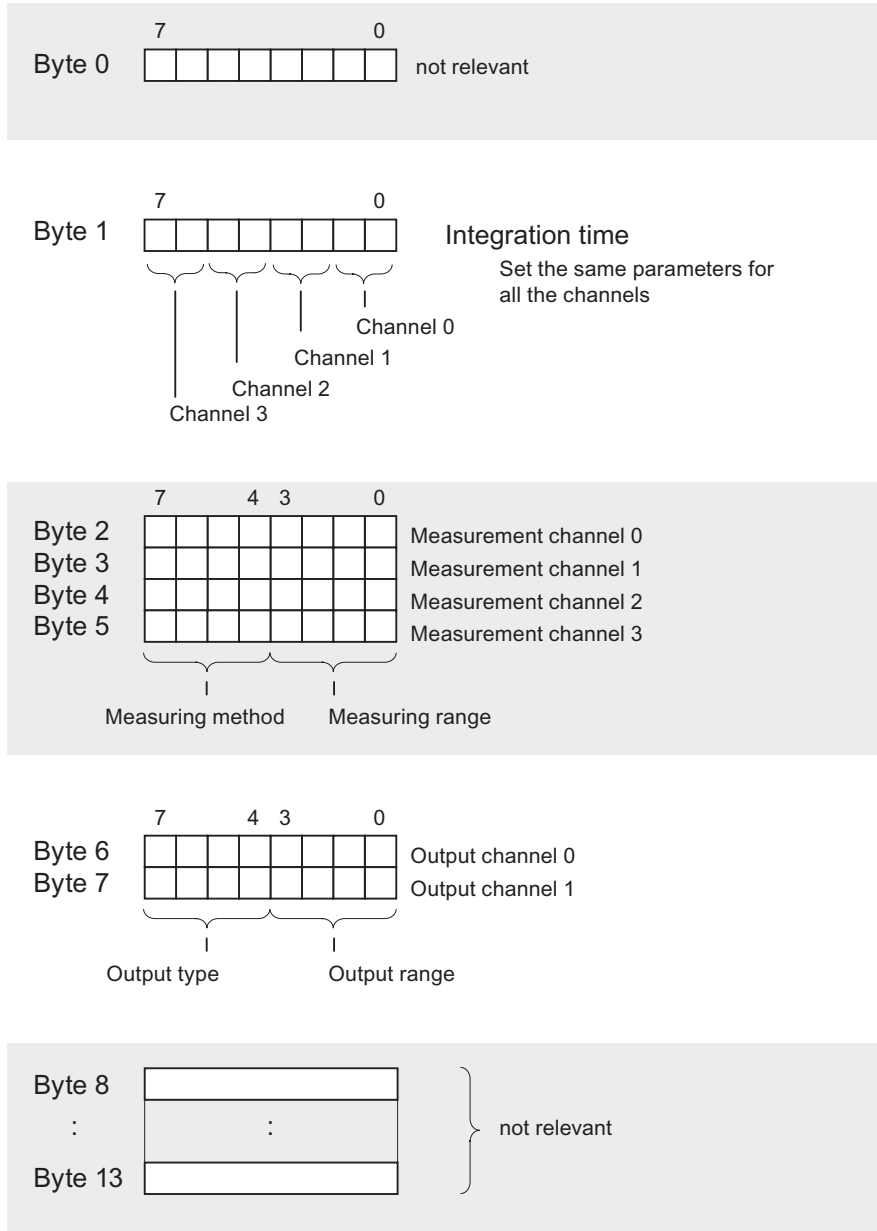 7 0
Byte 0 not relevant
7 0
Byte 1 Integration time
Set the same parameters for
all the channels
Channel 0
Channel 1
Channel 2
Channel 3
7 4 3 0
Byte 2 Measurement channel 0
Byte 3 Measurement channel 1
Byte 4 Measurement channel 2
Byte 5 Measurement channel 3
Measuring method Measuring range
7 4 3 0
Byte 6 Output channel 0
Byte 7 Output channel 1
Output type Output range
Byte 8
: : not relevant
Byte 13